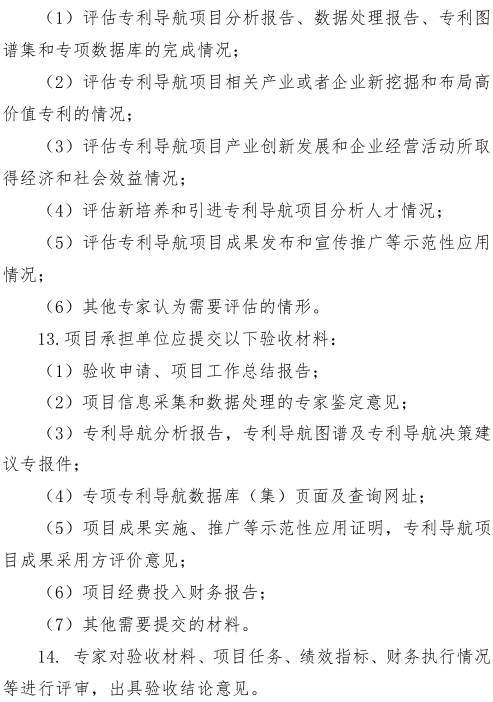 （1）评估专利导航项目分析报告、数据处理报告、专利图
谱集和专项数据库的完成情况；
（2）评估专利导航项目相关产业或者企业新挖掘和布局高
价值专利的情况；
（3）评估专利导航项目产业创新发展和企业经营活动所取
得经济和社会效益情况；
（4）评估新培养和引进专利导航项目分析人才情况；
（5）评估专利导航项目成果发布和宣传推广等示范性应用
情况；
（6）其他专家认为需要评估的情形。
13.项目承担单位应提交以下验收材料：
（1）验收申请、项目工作总结报告；
（2）项目信息采集和数据处理的专家鉴定意见；
（3）专利导航分析报告，专利导航图谱及专利导航决策建
议专报件；
（4）专项专利导航数据库（集）页面及查询网址；
（5）项目成果实施、推广等示范性应用证明，专利导航项
目成果采用方评价意见；
（6）项目经费投入财务报告；
（7）其他需要提交的材料。
14. 专家对验收材料、项目任务、绩效指标、财务执行情况
等进行评审，出具验收结论意见。